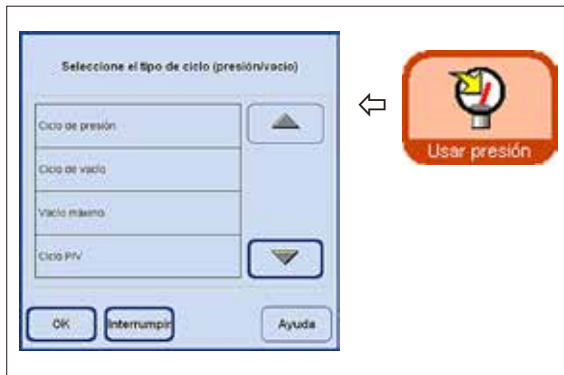 Seleccione el tipo de ciclo (presión/vacio)
Ciclo de presión
Ciclo de vacío
Vacío máximo
Ciclo P/V
OK
Interrumpir
Ayuda
Usar presión